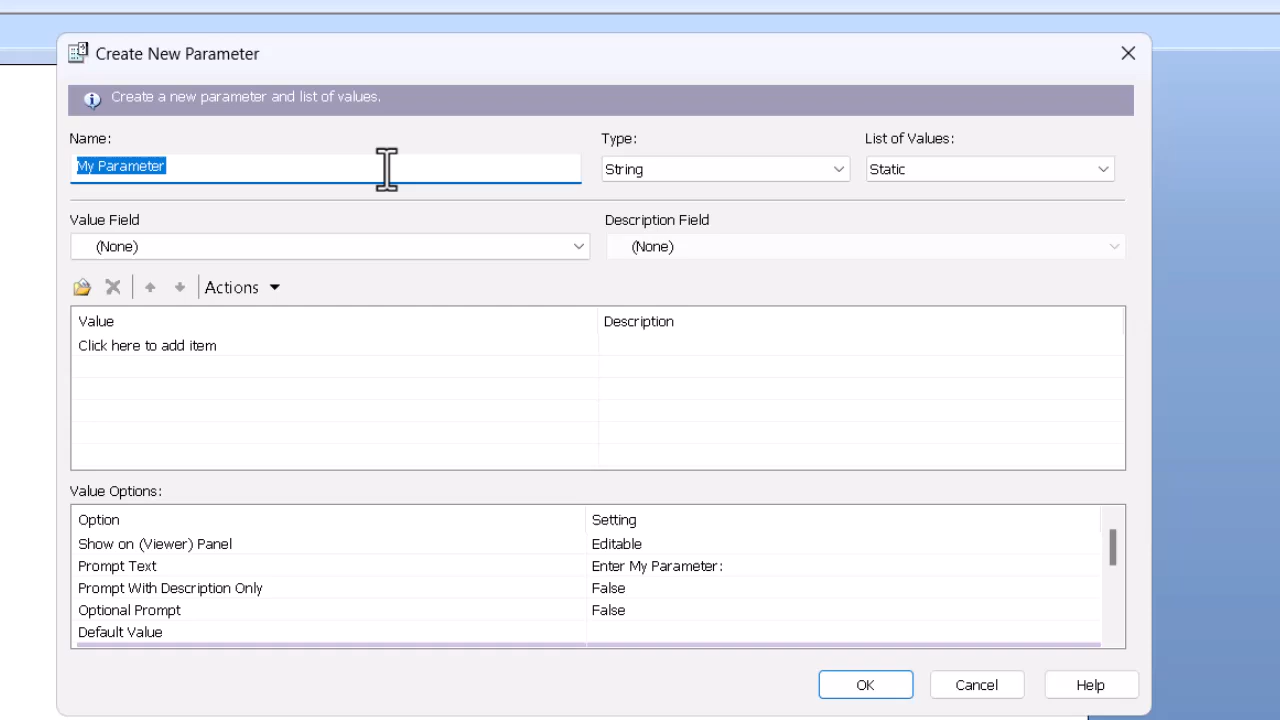 Create New Parameter
Create a new parameter and list of values.
Name: Type: List of Values:
My Parameter String Static
Value Field Description Field
(None) (None)
Actions
Value Description
Click here to add item
Value Options:
Option Setting
Show on (Viewer) Panel Editable
Prompt Text Enter My Parameter:
Prompt With Description Only False
Optional Prompt False
Default Value
OK Cancel Help